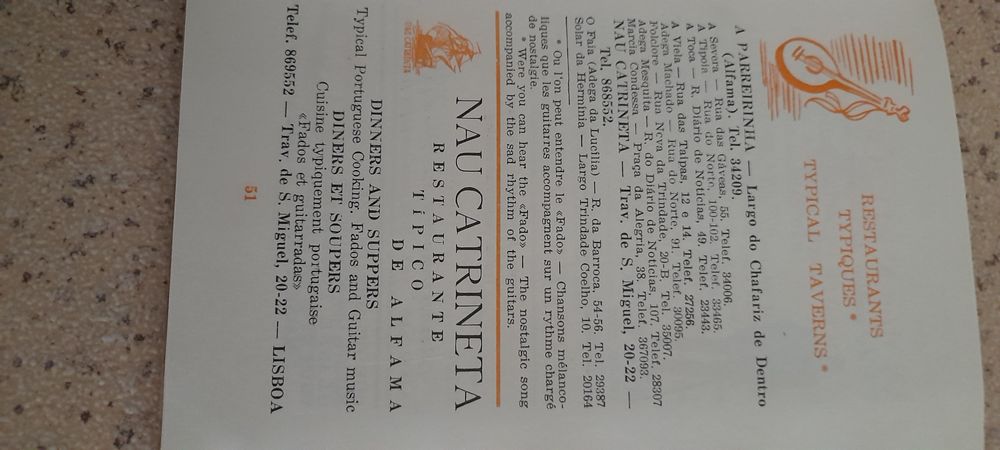 RESTAURANTS
TYPIQUES *
TYPICAL TAVERNS *
A PARREIRINHA — Largo do Chafariz de Dentro
(Alfama). Tel. 34209.
A Severa — Rua das Gáveas, 55. Telef. 34006.
A Tipoia — Rua do Norte, 100-102. Telef. 33465.
A Toca — R. Diário de Notícias, 49. Telef. 23443.
A Viela — Rua das Taipas, 12 e 14. Telef. 27256.
Adega Machado — Rua do Norte, 91. Telef. 30095.
Folclore — Rua Nova da Trindade, 20-B. Tel. 35007.
Adega Mesquita — R. do Diário de Notícias, 107. Telef. 28307
Márcia Condessa — Praça da Alegria, 38. Telef. 367093.
NAU CATRINETA — Trav. de S. Miguel, 20-22 —
Tel. 868552.
O Faia (Adega da Lucília) — R. da Barroca, 54-56. Tel. 29387
Solar da Hermínia — Largo Trindade Coelho, 10. Tel. 20164
* Ou l'on peut entendre le «Fado» — Chansons mélanco-
liques que les guitarres accompagnent sur un rythme chargé
de nostalgie.
* Were you can hear the «Fado» — The nostalgic song
accompanied by the sad rhythm of the guitars.
NAU CATRINETA
NAU CATRINETA
RESTAURANTE
TÍPICO
DE ALFAMA
DINNERS AND SUPPERS
Typical Portuguese Cooking. Fados and Guitar music
DINERS ET SOUPERS
Cuisine typiquement portugaise
«Fados et guitarradas»
Telef. 869552 — Trav. de S. Miguel, 20-22 — LISBOA
51